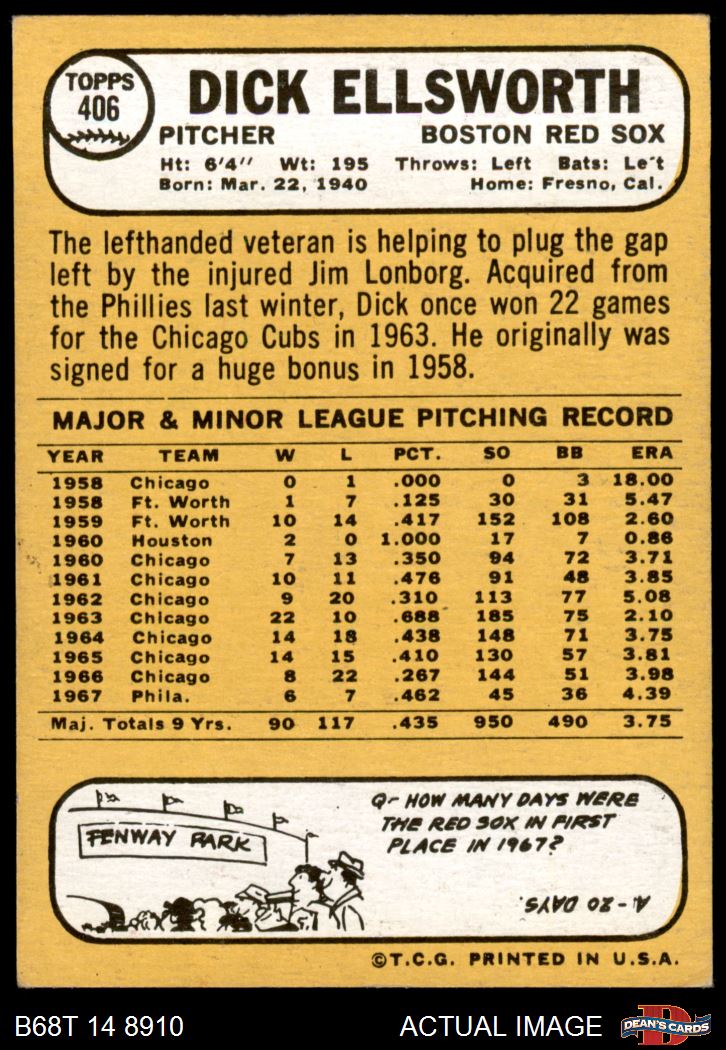 TOPPS
406
DICK ELLSWORTH
PITCHER BOSTON RED SOX
Ht: 6'4" Wt: 195 Throws: Left Bats: Le't
Born: Mar. 22, 1940 Home: Fresno, Cal.
The lefthanded veteran is helping to plug the gap
left by the injured Jim Lonborg. Acquired from
the Phillies last winter, Dick once won 22 games
for the Chicago Cubs in 1963. He originally was
signed for a huge bonus in 1958.
MAJOR & MINOR LEAGUE PITCHING RECORD
YEAR TEAM W L PCT. SO BB ERA
1958 Chicago 0 1 .000 0 3 18.00
1958 Ft. Worth 1 7 .125 30 31 5.47
1959 Ft. Worth 10 14 .417 152 108 2.60
1960 Houston 2 0 1.000 17 7 0.86
1960 Chicago 7 13 .350 94 72 3.71
1961 Chicago 10 11 .476 91 48 3.85
1962 Chicago 9 20 .310 113 77 5.08
1963 Chicago 22 10 .688 185 75 2.10
1964 Chicago 14 18 .438 148 71 3.75
1965 Chicago 14 15 .410 130 57 3.81
1966 Chicago 8 22 .267 144 51 3.98
1967 Phila. 6 7 .462 45 36 4.39
Maj. Totals 9 Yrs. 90 117 .435 950 490 3.75
FENWAY PARK
Q- HOW MANY DAYS WERE
THE RED SOX IN FIRST
PLACE IN 1967?
A-20 DAYS.
©T.C.G. PRINTED IN U.S.A.
B68T 14 8910 ACTUAL IMAGE
D
DEAN'S CARDS